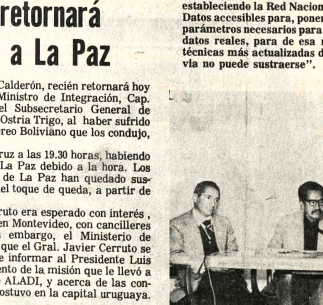 retornará
a La Paz
Calderón, recién retornará hoy
Ministro de Integración, Cap.
el Subsecretario General de
Ostria Trigo, al haber sufrido
éreo Boliviano que los condujo,
ruz a las 19.30 horas, habiendo
La Paz debido a la hora. Los
de La Paz han quedado sus-
el toque de queda, a partir de
ruto era esperado con interés ,
en Montevideo, con cancilleres
embargo, el Ministerio de
que el Gral. Javier Cerruto se
e informar al Presidente Luis
ento de la misión que le llevó a
ALADI, y acerca de las con-
ostuvo en la capital uruguaya.
estableciendo la Red Nacion
Datos accesibles para, poner
parámetros necesarios para
datos reales, para de esa
técnicas más actualizadas d
via no puede sustraerse”.